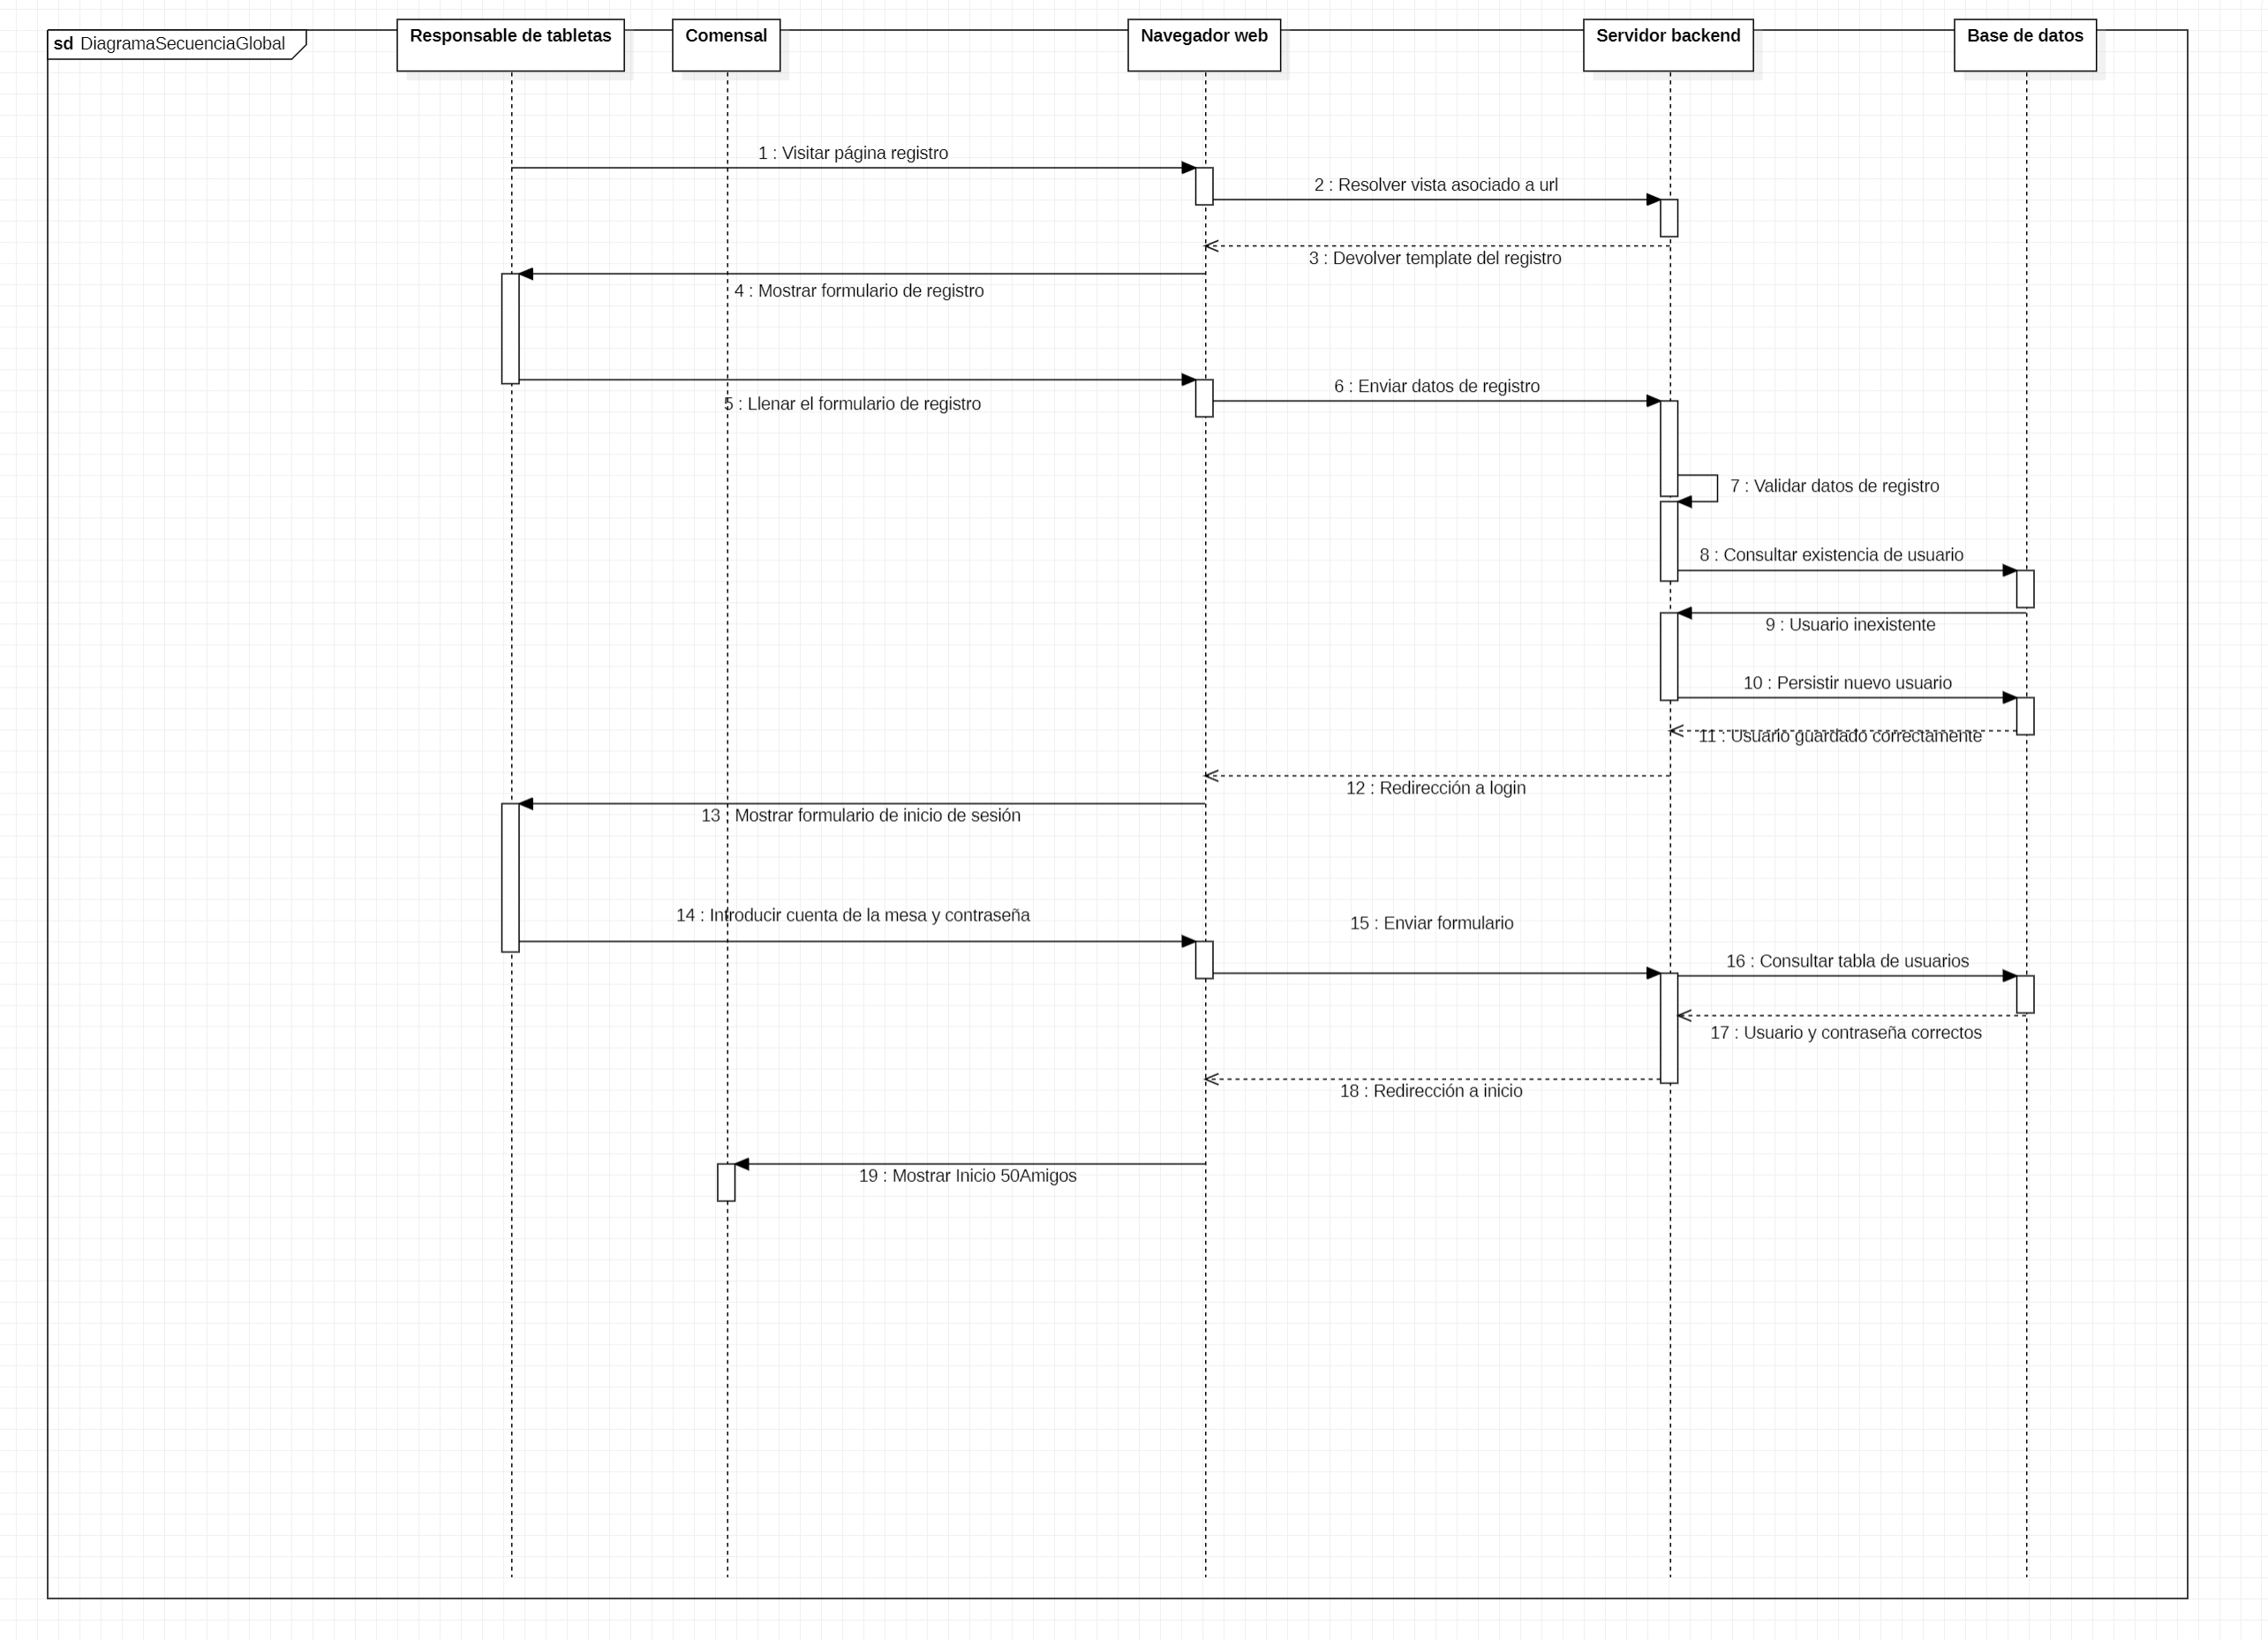 sd DiagramaSecuenciaGlobal
Responsable de tabletas
Comensal
Navegador web
Servidor backend
Base de datos
1 : Visitar página registro
2 : Resolver vista asociado a url
3 : Devolver template del registro
4 : Mostrar formulario de registro
5 : Llenar el formulario de registro
6 : Enviar datos de registro
7 : Validar datos de registro
8 : Consultar existencia de usuario
9 : Usuario inexistente
10 : Persistir nuevo usuario
11 : Usuario guardado correctamente
12 : Redirección a login
13 : Mostrar formulario de inicio de sesión
14 : Introducir cuenta de la mesa y contraseña
15 : Enviar formulario
16 : Consultar tabla de usuarios
17 : Usuario y contraseña correctos
18 : Redirección a inicio
19 : Mostrar Inicio 50Amigos